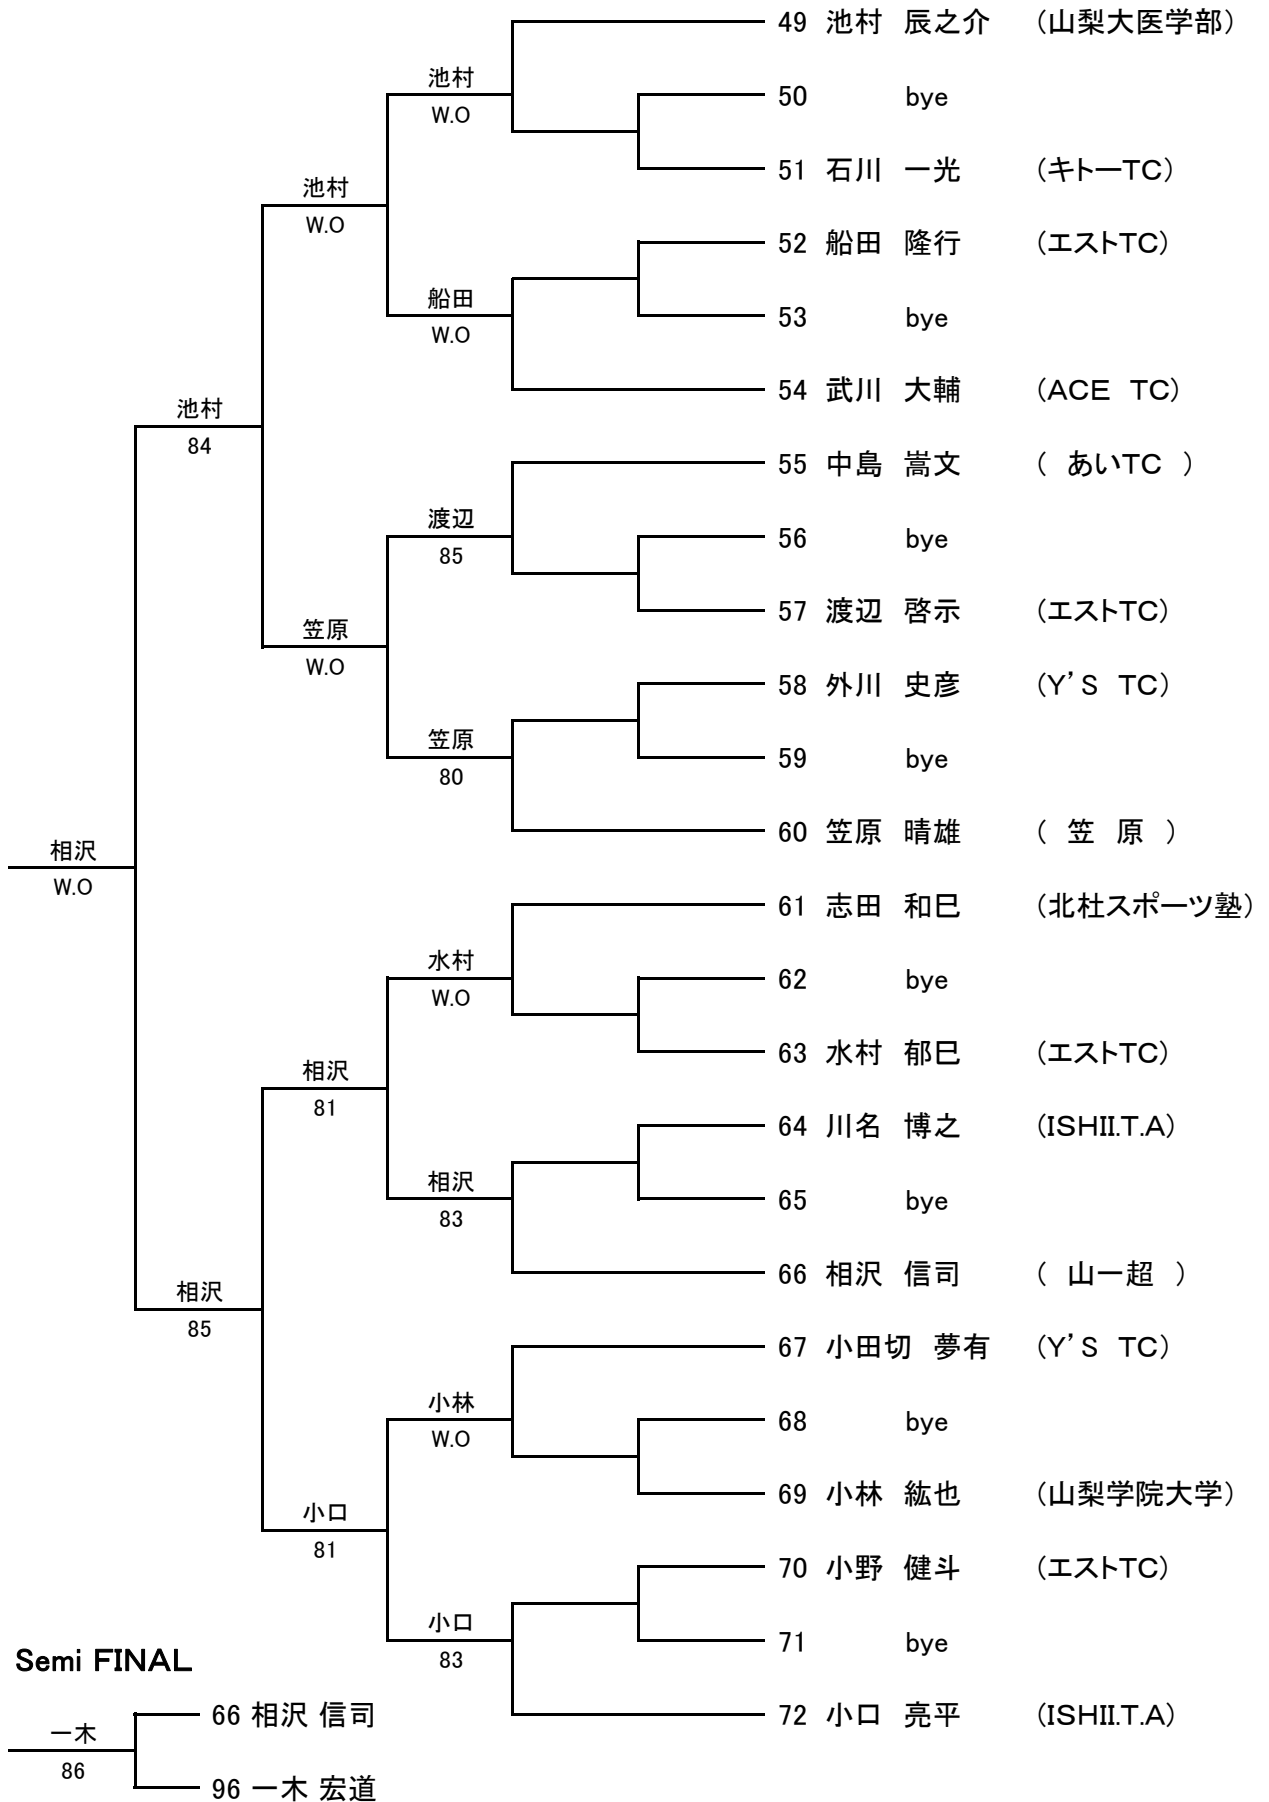 49 池村 辰之介 (山梨大医学部)
池村
50 bye
W.O
51 石川 一光 (キトーTC)
池村
W.O
52 船田 隆行 (エストTC)
船田
53 bye
W.O
54 武川 大輔 (ACE TC)
池村
84
55 中島 嵩文 ( あいTC )
渡辺
56 bye
85
57 渡辺 啓示 (エストTC)
笠原
W.O
58 外川 史彦 (Y'S TC)
笠原
59 bye
80
60 笠原 晴雄 ( 笠 原 )
相沢
W.O
61 志田 和巳 (北杜スポーツ塾)
水村
62 bye
W.O
63 水村 郁巳 (エストTC)
相沢
81
64 川名 博之 (ISHII.T.A)
相沢
65 bye
83
66 相沢 信司 ( 山一超 )
相沢
85
67 小田切 夢有 (Y'S TC)
小林
68 bye
W.O
69 小林 紘也 (山梨学院大学)
小口
81
70 小野 健斗 (エストTC)
小口
71 bye
83
72 小口 亮平 (ISHII.T.A)
Semi FINAL
66 相沢 信司
一木
86
96 一木 宏道